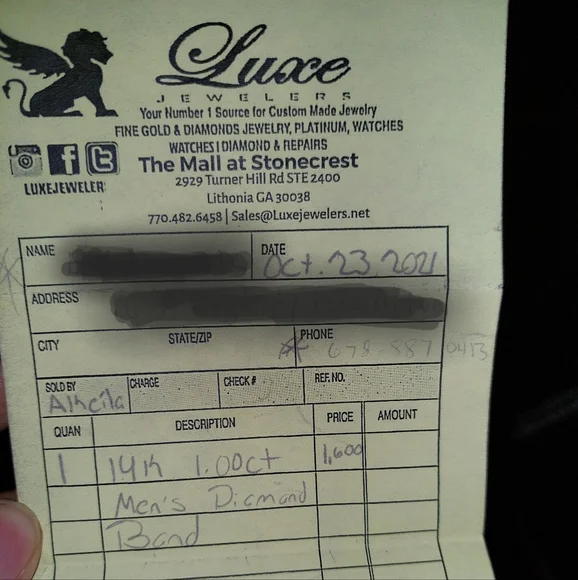 Luxe
JEWELERS
Your Number 1 Source for Custom Made Jewelry
FINE GOLD & DIAMONDS JEWELRY, PLATINUM, WATCHES
WATCHES | DIAMOND & REPAIRS
The Mall at Stonecrest
2929 Turner Hill Rd STE 2400
Lithonia GA 30038
770.482.6458 | Sales@Luxejewelers.net
LUXEJEWELER
NAME DATE Oct. 23 2021
ADDRESS
CITY STATE/ZIP PHONE 678-887 0413
SOLD BY CHARGE CHECK # REF. NO.
Alheila
QUAN DESCRIPTION PRICE AMOUNT
1 14k 1.00ct 1,600
Men's Diamand
Band